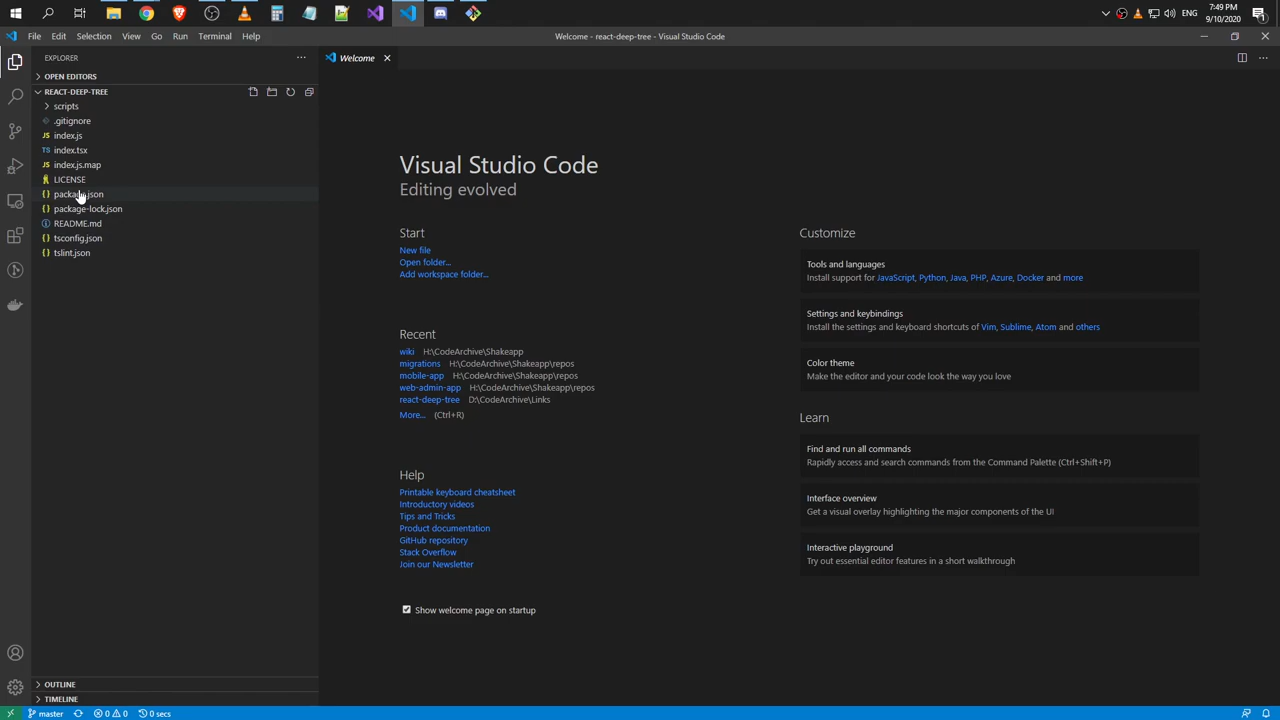 7:49 PM
ENG
9/10/2020
1
File Edit Selection View Go Run Terminal Help
Welcome - react-deep-tree - Visual Studio Code
EXPLORER
Welcome
OPEN EDITORS
REACT-DEEP-TREE
scripts
.gitignore
JS index.js
TS index.tsx
JS index.js.map
LICENSE
{} package.json
{} package-lock.json
README.md
{} tsconfig.json
{} tslint.json
OUTLINE
TIMELINE
Visual Studio Code
Editing evolved
Start
New file
Open folder...
Add workspace folder...
Recent
wiki H:\CodeArchive\Shakeapp
migrations H:\CodeArchive\Shakeapp\repos
mobile-app H:\CodeArchive\Shakeapp\repos
web-admin-app H:\CodeArchive\Shakeapp\repos
react-deep-tree D:\CodeArchive\Links
More... (Ctrl+R)
Help
Printable keyboard cheatsheet
Introductory videos
Tips and Tricks
Product documentation
GitHub repository
Stack Overflow
Join our Newsletter
Show welcome page on startup
Customize
Tools and languages
Install support for JavaScript, Python, Java, PHP, Azure, Docker and more
Settings and keybindings
Install the settings and keyboard shortcuts of Vim, Sublime, Atom and others
Color theme
Make the editor and your code look the way you love
Learn
Find and run all commands
Rapidly access and search commands from the Command Palette (Ctrl+Shift+P)
Interface overview
Get a visual overlay highlighting the major components of the UI
Interactive playground
Try out essential editor features in a short walkthrough
master 0 0 0 secs